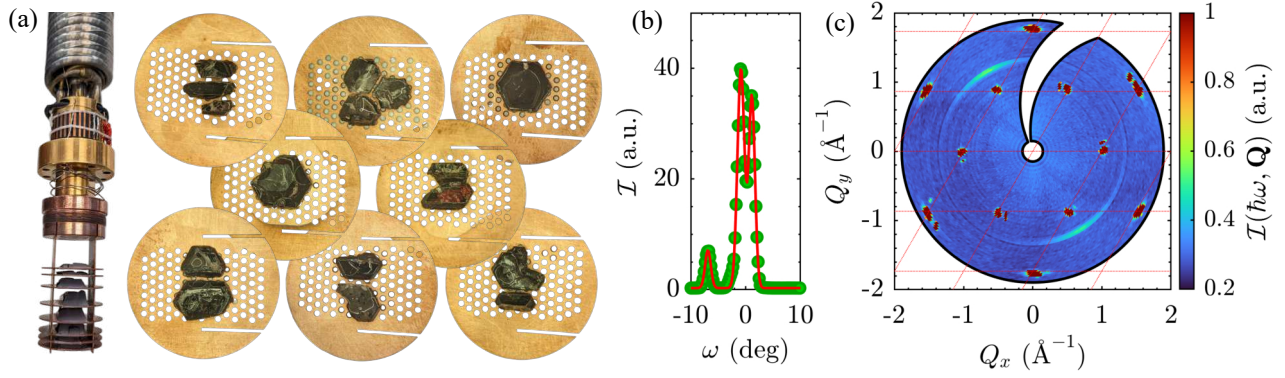 (a)
(b)
40
20
0
-10
0
10
I (a.u.)
ω (deg)
(c)
2
1
0
-1
-2
-2
-1
0
1
2
Q_y (Å⁻¹)
Q_x (Å⁻¹)
1
0.8
0.6
0.4
0.2
I(ħω, Q) (a.u.)